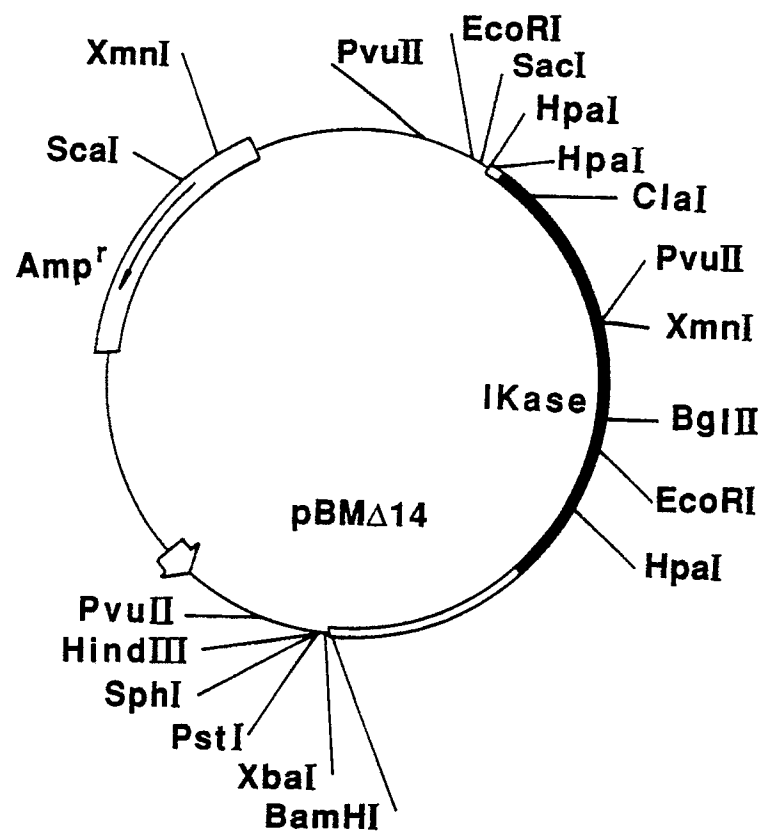 EcoRI
PvuII
XmnI
SacI
HpaI
ScaI
HpaI
ClaI
Ampʳ
PvuII
XmnI
IKase
BglII
EcoRI
pBMΔ14
HpaI
PvuII
HindIII
SphI
PstI
XbaI
BamHI